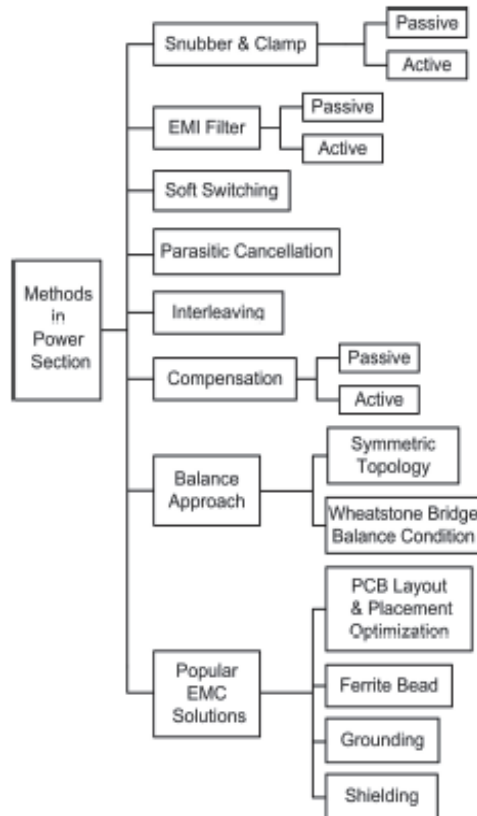 Methods
in
Power
Section
Snubber & Clamp
Passive
Active
EMI Filter
Passive
Active
Soft Switching
Parasitic Cancellation
Interleaving
Compensation
Passive
Active
Balance
Approach
Symmetric
Topology
Wheatstone Bridge
Balance Condition
Popular
EMC
Solutions
PCB Layout
& Placement
Optimization
Ferrite Bead
Grounding
Shielding